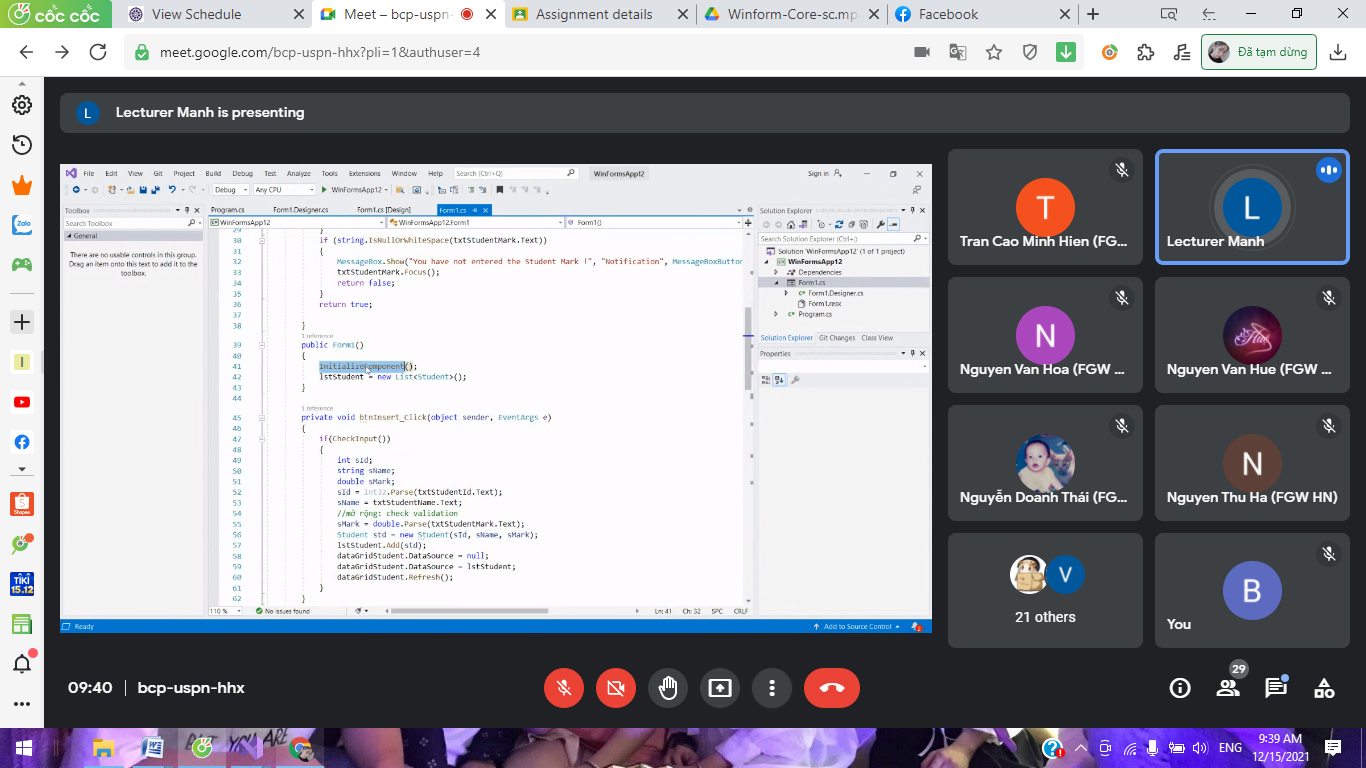 cốc cốc
View Schedule
Meet – bcp-uspn-
Assignment details
Winform-Core-sc.mp
Facebook
meet.google.com/bcp-uspn-hhx?pli=1&authuser=4
Đã tạm dừng
L
Lecturer Manh is presenting
File Edit View Git Project Build Debug Test Analyze Tools Extensions Window Help Search (Ctrl+Q) WinFormsApp12 Sign in
Debug Any CPU WinFormsApp12
Toolbox
Search Toolbox
General
There are no usable controls in this group. Drag an item onto this text to add it to the toolbox.
Program.cs Form1.Designer.cs Form1.cs [Design] Form1.cs
WinFormsApp12 WinFormsApp12.Form1 Form1()
29 }
30 if (string.IsNullOrWhiteSpace(txtStudentMark.Text))
31 {
32 MessageBox.Show("You have not entered the Student Mark !", "Notification", MessageBoxButton
33 txtStudentMark.Focus();
34 return false;
35 }
36 return true;
37
38 }
1 reference
39 public Form1()
40 {
41 InitializeComponent();
42 lstStudent = new List<Student>();
43 }
44
1 reference
45 private void btnInsert_Click(object sender, EventArgs e)
46 {
47 if(CheckInput())
48 {
49 int sId;
50 string sName;
51 double sMark;
52 sId = Int32.Parse(txtStudentId.Text);
53 sName = txtStudentName.Text;
54 //mở rộng: check validation
55 sMark = double.Parse(txtStudentMark.Text);
56 Student std = new Student(sId, sName, sMark);
57 lstStudent.Add(std);
58 dataGridStudent.DataSource = null;
59 dataGridStudent.DataSource = lstStudent;
60 dataGridStudent.Refresh();
61 }
62 }
110 % No issues found Ln: 41 Ch: 32 SPC CRLF
Ready Add to Source Control 2
Solution Explorer
Search Solution Explorer (Ctrl+;)
Solution 'WinFormsApp12' (1 of 1 project)
WinFormsApp12
Dependencies
Form1.cs
Form1.Designer.cs
Form1.resx
Program.cs
Solution Explorer Git Changes Class View
Properties
T
Tran Cao Minh Hien (FG...
L
Lecturer Manh
N
Nguyen Van Hoa (FGW ...
Nguyen Van Hue (FGW ...
Nguyễn Doanh Thái (FG...
N
Nguyen Thu Ha (FGW HN)
V
21 others
B
You
Zalo
I
Shopee
TIKI
15.12
09:40 | bcp-uspn-hhx
29
ENG
9:39 AM
12/15/2021